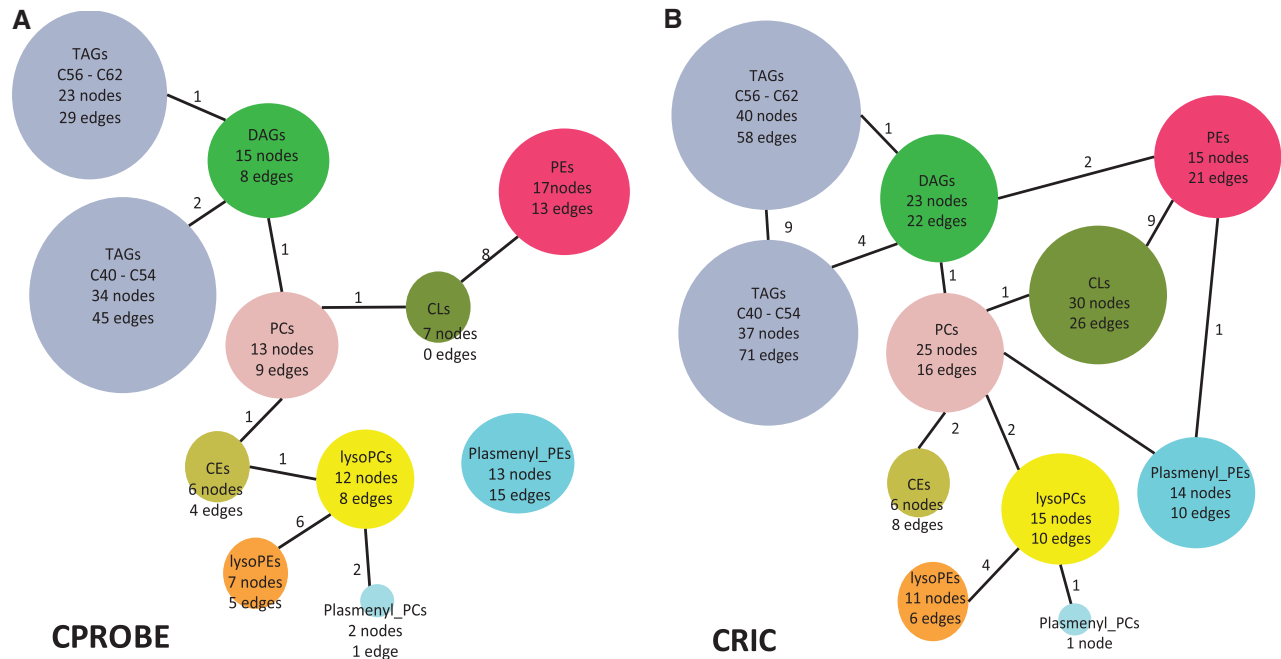 A
TAGs
C56 - C62
23 nodes
29 edges
1
DAGs
15 nodes
8 edges
2
TAGs
C40 - C54
34 nodes
45 edges
1
PEs
17nodes
13 edges
8
1
CLs
7 nodes
0 edges
PCs
13 nodes
9 edges
1
CEs
6 nodes
4 edges
1
lysoPCs
12 nodes
8 edges
Plasmenyl_PEs
13 nodes
15 edges
6
2
lysoPEs
7 nodes
5 edges
Plasmenyl_PCs
2 nodes
1 edge
CPROBE
B
TAGs
C56 - C62
40 nodes
58 edges
1
DAGs
23 nodes
22 edges
2
PEs
15 nodes
21 edges
9
4
9
TAGs
C40 - C54
37 nodes
71 edges
1
1
CLs
30 nodes
26 edges
1
PCs
25 nodes
16 edges
2
2
CEs
6 nodes
8 edges
lysoPCs
15 nodes
10 edges
Plasmenyl_PEs
14 nodes
10 edges
4
1
lysoPEs
11 nodes
6 edges
Plasmenyl_PCs
1 node
CRIC